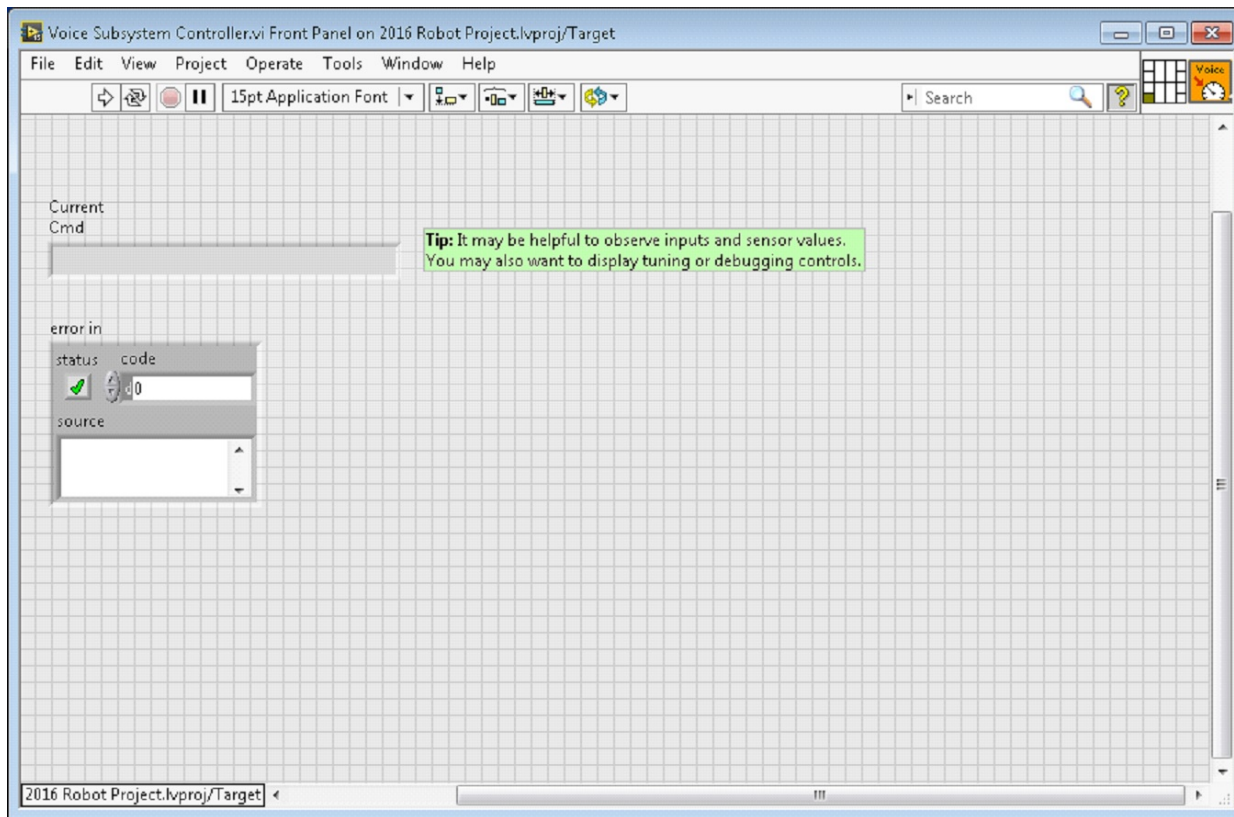 Voice Subsystem Controller.vi Front Panel on 2016 Robot Project.lvproj/Target
File Edit View Project Operate Tools Window Help
Voice
15pt Application Font
Search
Current
Cmd
Tip: It may be helpful to observe inputs and sensor values.
You may also want to display tuning or debugging controls.
error in
status code
d 0
source
2016 Robot Project.lvproj/Target